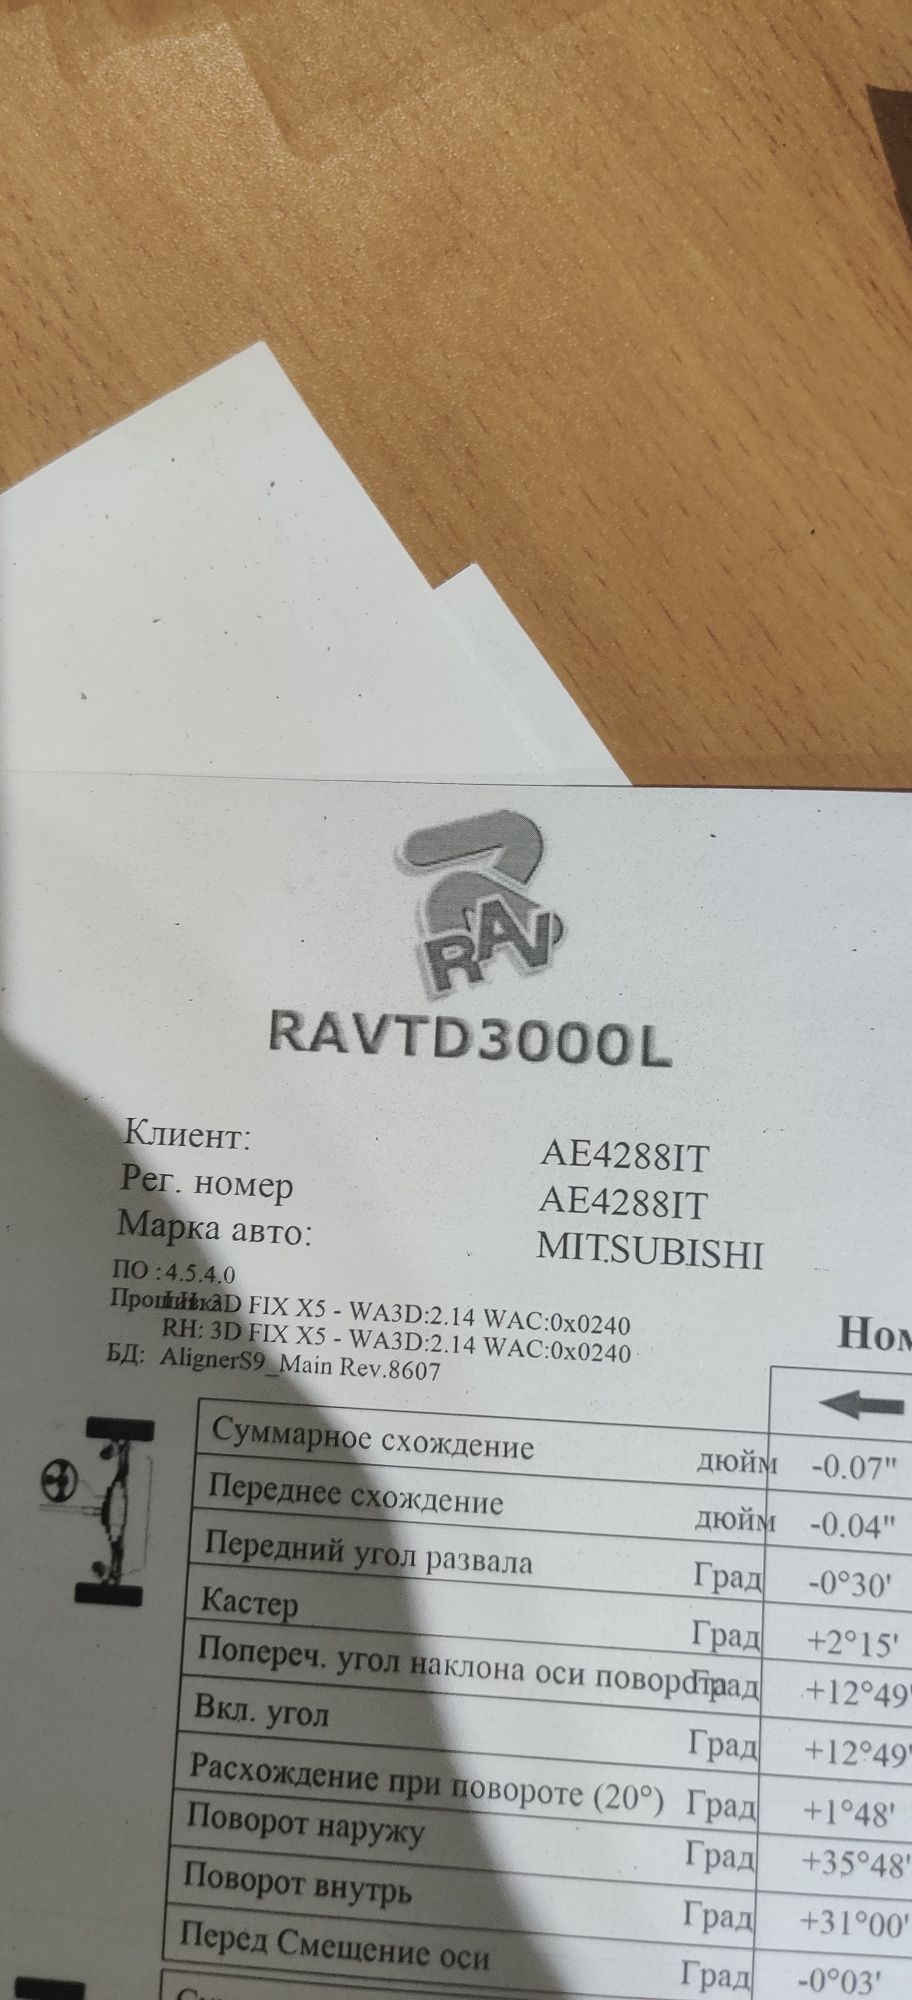 RAV
RAVTD3000L
Клиент: AE4288IT
Рег. номер AE4288IT
Марка авто: MITSUBISHI
ПО : 4.5.4.0
Прошивка LH: 3D FIX X5 - WA3D:2.14 WAC:0x0240
RH: 3D FIX X5 - WA3D:2.14 WAC:0x0240
БД: AlignerS9_Main Rev.8607
Ном
Суммарное схождение дюйм -0.07"
Переднее схождение дюйм -0.04"
Передний угол развала Град -0°30'
Кастер Град +2°15'
Попереч. угол наклона оси поворота Град +12°49'
Вкл. угол Град +12°49'
Расхождение при повороте (20°) Град +1°48'
Поворот наружу Град +35°48'
Поворот внутрь Град +31°00'
Перед Смещение оси Град -0°03'